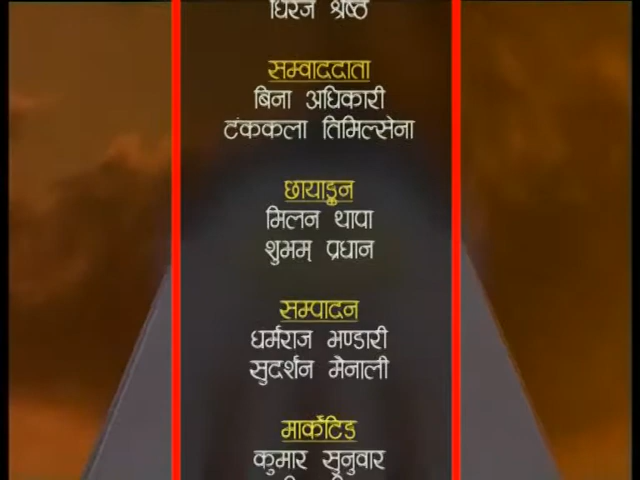 धिरज श्रेष्ठ
सम्वाददाता
बिना अधिकारी
टंककला तिमिल्सेना
छायाङ्कन
मिलन थापा
शुभम् प्रधान
सम्पादन
धर्मराज भण्डारी
सुदर्शन मैनाली
मार्केटिङ
कुमार सुनुवार